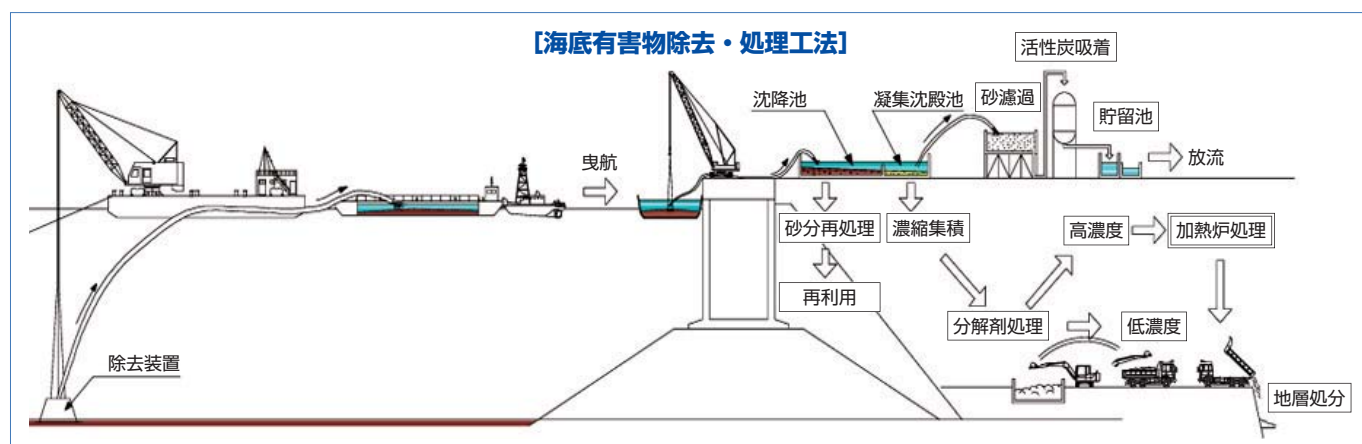 [海底有害物除去・処理工法]
活性炭吸着
沈降池
凝集沈殿池
砂濾過
貯留池
曳航
放流
砂分再処理
濃縮集積
高濃度
加熱炉処理
再利用
分解剤処理
低濃度
除去装置
地層処分